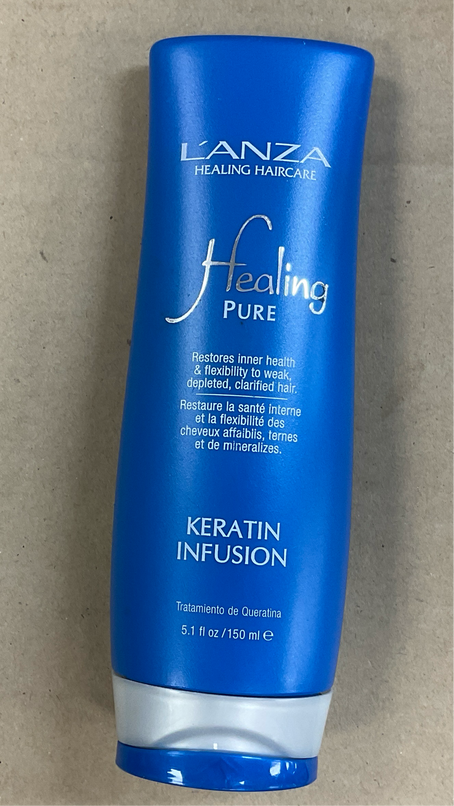 L'ANZA
HEALING HAIRCARE
Healing
PURE
Restores inner health
& flexibility to weak,
depleted, clarified hair.
Restaure la santé interne
et la flexibilité des
cheveux affaiblis, ternes
et de mineralizes.
KERATIN
INFUSION
Tratamiento de Queratina
5.1 fl oz / 150 ml ℮